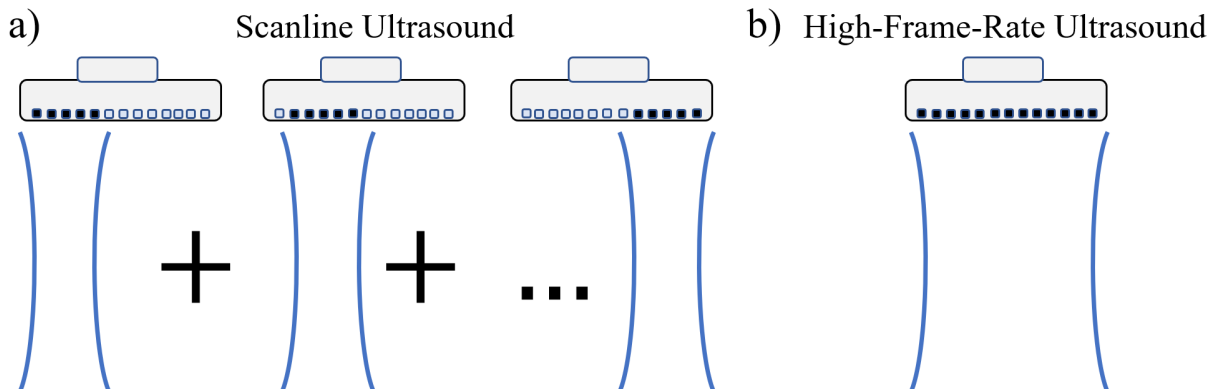 a) Scanline Ultrasound
b) High-Frame-Rate Ultrasound
+
+
...